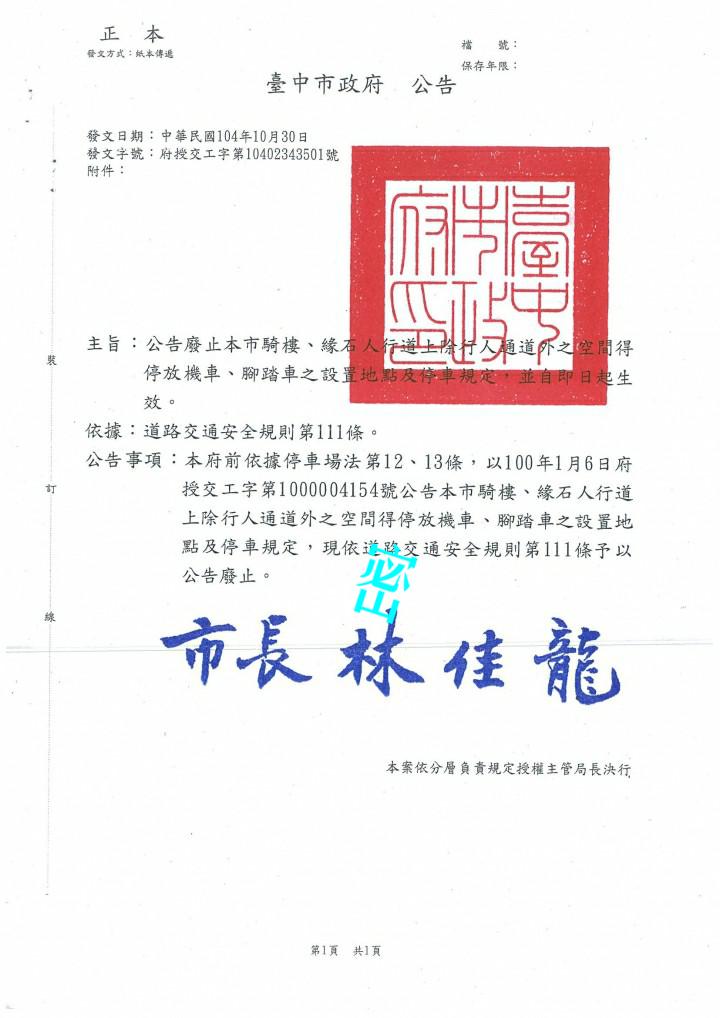 正 本
發文方式：紙本傳遞
檔 號：
保存年限：
臺中市政府 公告
發文日期：中華民國104年10月30日
發文字號：府授交工字第10402343501號
附件：
臺中市政府印
主旨：公告廢止本市騎樓、緣石人行道上除行人通道外之空間得
停放機車、腳踏車之設置地點及停車規定，並自即日起生
效。
依據：道路交通安全規則第111條。
公告事項：本府前依據停車場法第12、13條，以100年1月6日府
授交工字第1000004154號公告本市騎樓、緣石人行道
上除行人通道外之空間得停放機車、腳踏車之設置地
點及停車規定，現依道路交通安全規則第111條予以
公告廢止。
密
市長 林佳龍
本案依分層負責規定授權主管局長決行
裝
訂
線
第1頁 共1頁